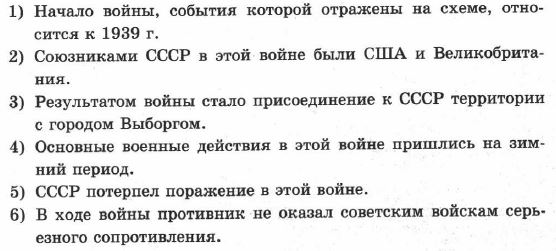 1) Начало войны, события которой отражены на схеме, отно-
сится к 1939 г.
2) Союзниками СССР в этой войне были США и Великобрита-
ния.
3) Результатом войны стало присоединение к СССР территории
с городом Выборгом.
4) Основные военные действия в этой войне пришлись на зим-
ний период.
5) СССР потерпел поражение в этой войне.
6) В ходе войны противник не оказал советским войскам серь-
езного сопротивления.